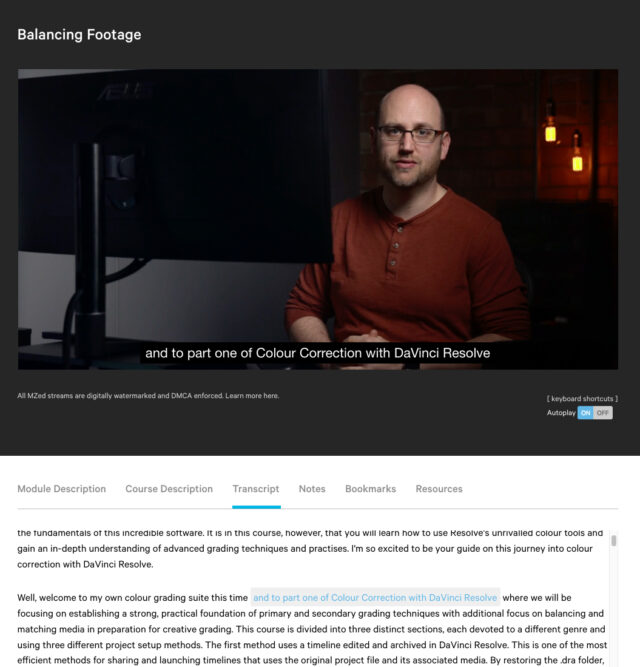 Balancing Footage
ASUS
and to part one of Colour Correction with DaVinci Resolve
All MZed streams are digitally watermarked and DMCA enforced. Learn more here.
[ keyboard shortcuts ]
Autoplay ON OFF
Module Description Course Description Transcript Notes Bookmarks Resources
the fundamentals of this incredible software. It is in this course, however, that you will learn how to use Resolve's unrivalled colour tools and
gain an in-depth understanding of advanced grading techniques and practises. I'm so excited to be your guide on this journey into colour
correction with DaVinci Resolve.
Well, welcome to my own colour grading suite this time and to part one of Colour Correction with DaVinci Resolve where we will be
focusing on establishing a strong, practical foundation of primary and secondary grading techniques with additional focus on balancing and
matching media in preparation for creative grading. This course is divided into three distinct sections, each devoted to a different genre and
using three different project setup methods. The first method uses a timeline edited and archived in DaVinci Resolve. This is one of the most
efficient methods for sharing and launching timelines that uses the original project file and its associated media. By restoring the .dra folder,